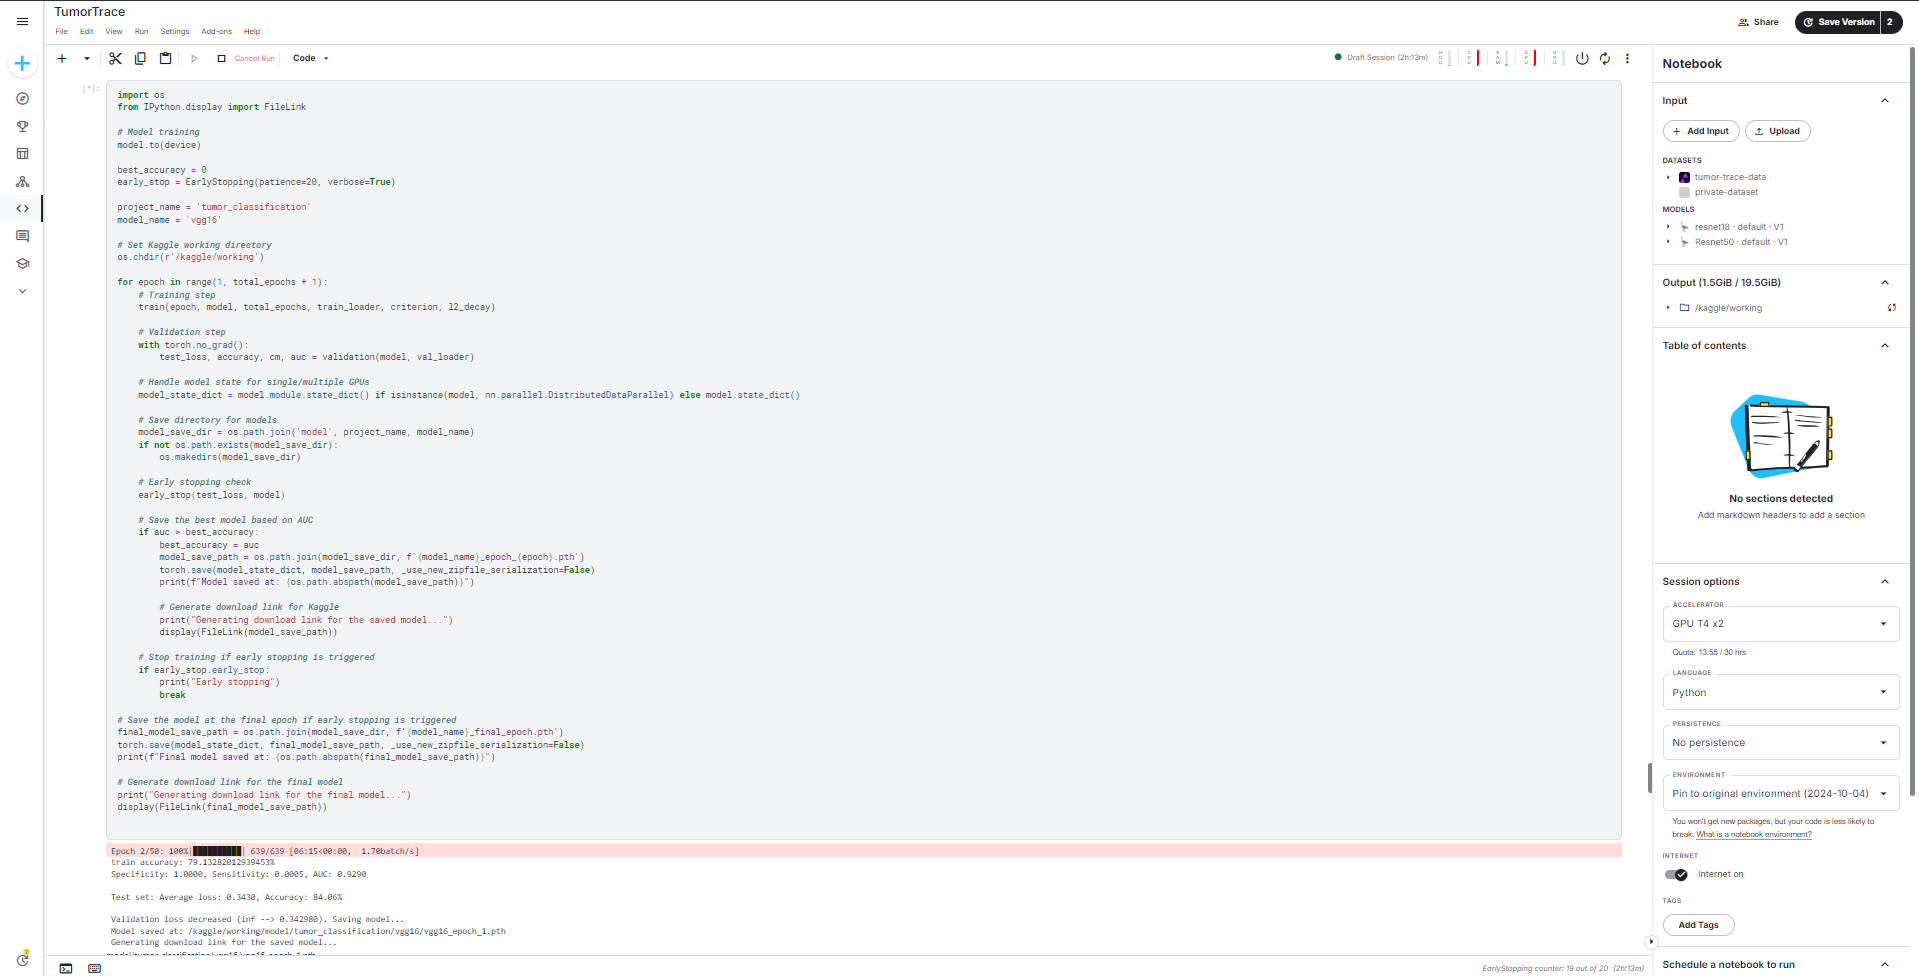 TumorTrace
File Edit View Run Settings Add-ons Help
Share
Save Version 2
Cancel Run
Code
Draft Session (2h:13m)
[*]:
import os
from IPython.display import FileLink
# Model training
model.to(device)
best_accuracy = 0
early_stop = EarlyStopping(patience=20, verbose=True)
project_name = 'tumor_classification'
model_name = 'vgg16'
# Set Kaggle working directory
os.chdir(r'/kaggle/working')
for epoch in range(1, total_epochs + 1):
# Training step
train(epoch, model, total_epochs, train_loader, criterion, l2_decay)
# Validation step
with torch.no_grad():
test_loss, accuracy, cm, auc = validation(model, val_loader)
# Handle model state for single/multiple GPUs
model_state_dict = model.module.state_dict() if isinstance(model, nn.parallel.DistributedDataParallel) else model.state_dict()
# Save directory for models
model_save_dir = os.path.join('model', project_name, model_name)
if not os.path.exists(model_save_dir):
os.makedirs(model_save_dir)
# Early stopping check
early_stop(test_loss, model)
# Save the best model based on AUC
if auc > best_accuracy:
best_accuracy = auc
model_save_path = os.path.join(model_save_dir, f'{model_name}_epoch_{epoch}.pth')
torch.save(model_state_dict, model_save_path, _use_new_zipfile_serialization=False)
print(f"Model saved at: {os.path.abspath(model_save_path)}")
# Generate download link for Kaggle
print("Generating download link for the saved model...")
display(FileLink(model_save_path))
# Stop training if early stopping is triggered
if early_stop.early_stop:
print("Early stopping")
break
# Save the model at the final epoch if early stopping is triggered
final_model_save_path = os.path.join(model_save_dir, f'{model_name}_final_epoch.pth')
torch.save(model_state_dict, final_model_save_path, _use_new_zipfile_serialization=False)
print(f"Final model saved at: {os.path.abspath(final_model_save_path)}")
# Generate download link for the final model
print("Generating download link for the final model...")
display(FileLink(final_model_save_path))
Epoch 2/50: 100%|██████████| 639/639 [06:15<00:00, 1.70batch/s]
train accuracy: 79.13282012939453%
Specificity: 1.0000, Sensitivity: 0.0005, AUC: 0.9290
Test set: Average loss: 0.3430, Accuracy: 84.06%
Validation loss decreased (inf --> 0.342980). Saving model...
Model saved at: /kaggle/working/model/tumor_classification/vgg16/vgg16_epoch_1.pth
Generating download link for the saved model...
model/tumor_classification/vgg16/vgg16_epoch_1.pth
EarlyStopping counter: 19 out of 20 (2h:13m)
Notebook
Input
Add Input
Upload
DATASETS
tumor-trace-data
private-dataset
MODELS
resnet18 · default · V1
Resnet50 · default · V1
Output (1.5GiB / 19.5GiB)
/kaggle/working
Table of contents
No sections detected
Add markdown headers to add a section
Session options
ACCELERATOR
GPU T4 x2
Quota: 13:55 / 30 hrs
LANGUAGE
Python
PERSISTENCE
No persistence
ENVIRONMENT
Pin to original environment (2024-10-04)
You won't get new packages, but your code is less likely to
break. What is a notebook environment?
INTERNET
Internet on
TAGS
Add Tags
Schedule a notebook to run